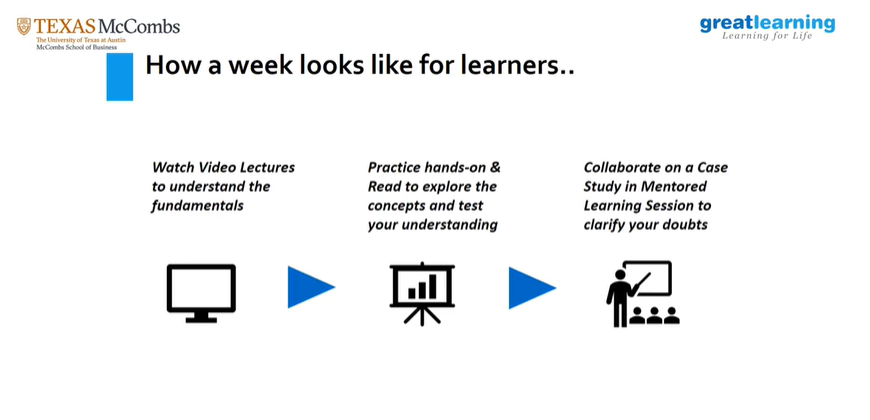 TEXAS McCombs
The University of Texas at Austin
McCombs School of Business
greatlearning
Learning for Life
How a week looks like for learners..
Watch Video Lectures
to understand the
fundamentals
Practice hands-on &
Read to explore the
concepts and test
your understanding
Collaborate on a Case
Study in Mentored
Learning Session to
clarify your doubts